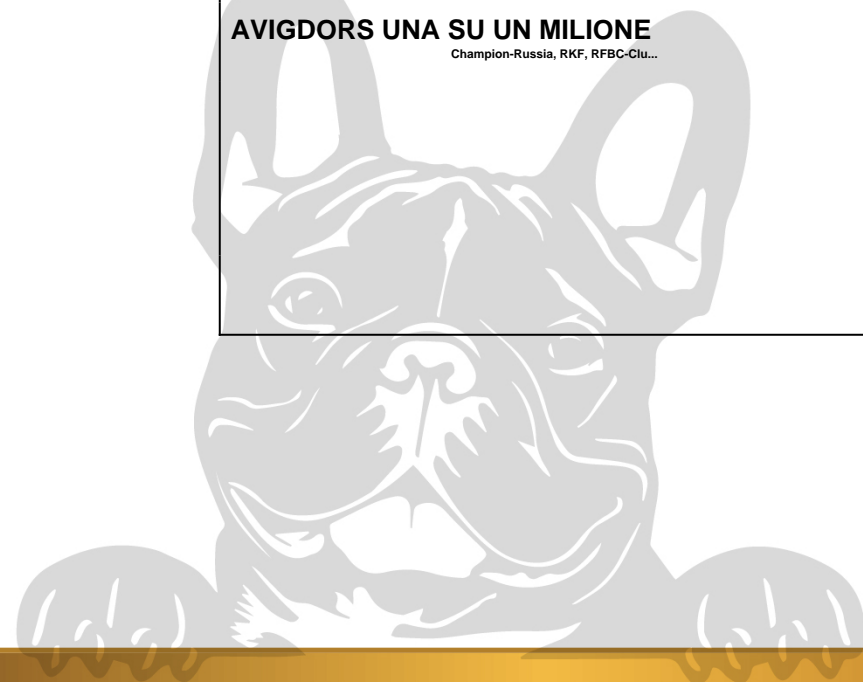 AVIGDORS UNA SU UN MILIONE
Champion-Russia, RKF, RFBC-Clu...